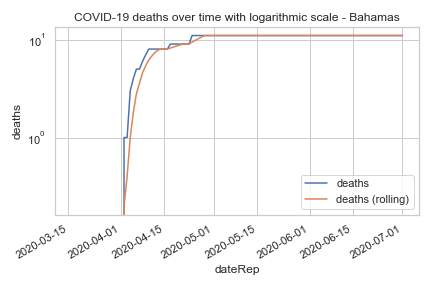 COVID-19 deaths over time with logarithmic scale - Bahamas
10¹
10⁰
deaths
deaths
deaths (rolling)
2020-03-15
2020-04-01
2020-04-15
2020-05-01
2020-05-15
2020-06-01
2020-06-15
2020-07-01
dateRep